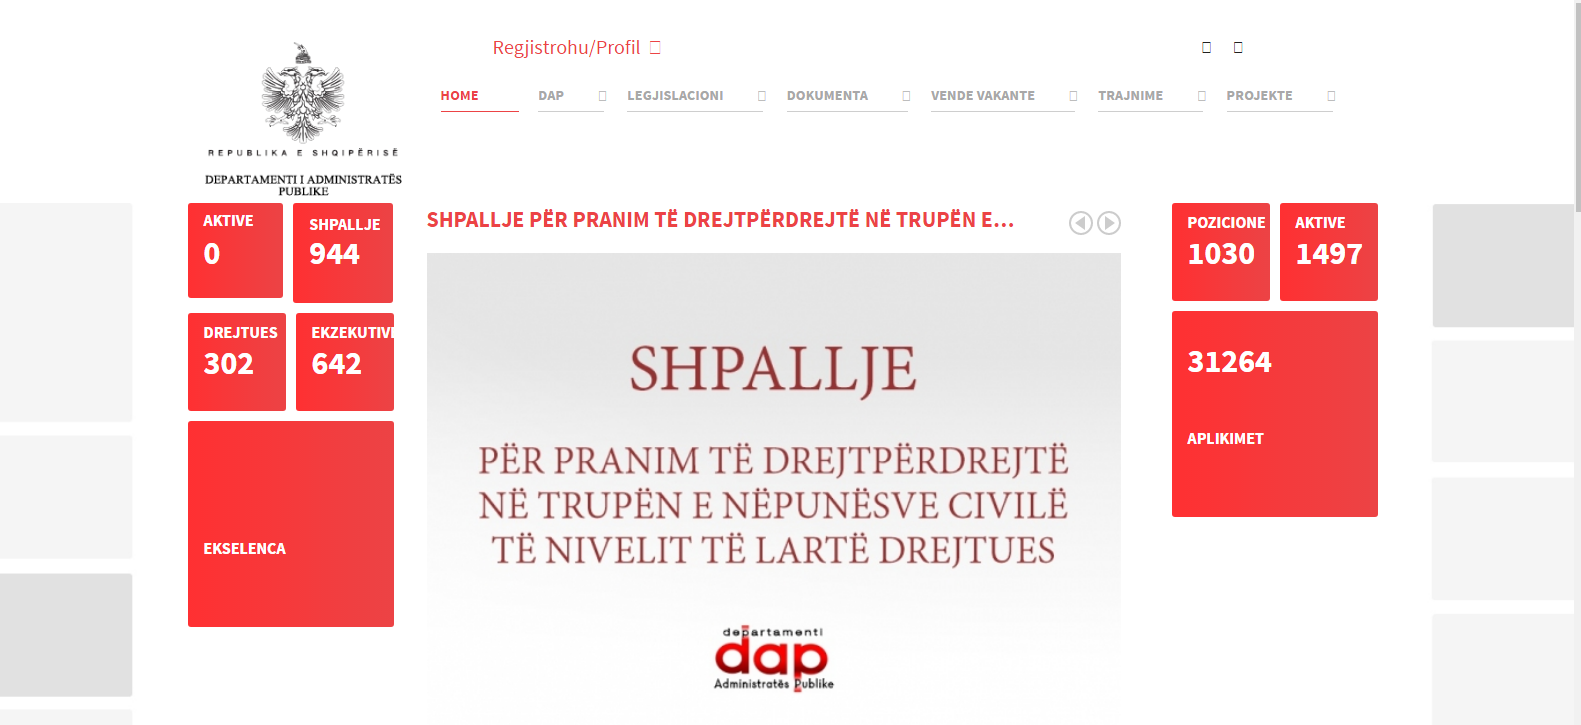 Regjistrohu/Profil
HOME DAP LEGJISLACIONI DOKUMENTA VENDE VAKANTE TRAJNIME PROJEKTE
REPUBLIKA E SHQIPËRISË
DEPARTAMENTI I ADMINISTRATËS
PUBLIKE
AKTIVE
0
SHPALLJE
944
DREJTUES
302
EKZEKUTIV
642
EKSELENCA
SHPALLJE PËR PRANIM TË DREJTPËRDREJTË NË TRUPËN E...
SHPALLJE
PËR PRANIM TË DREJTPËRDREJTË
NË TRUPËN E NËPUNËSVE CIVILË
TË NIVELIT TË LARTË DREJTUES
departamenti
dap
Administratës Publike
POZICIONE
1030
AKTIVE
1497
31264
APLIKIMET